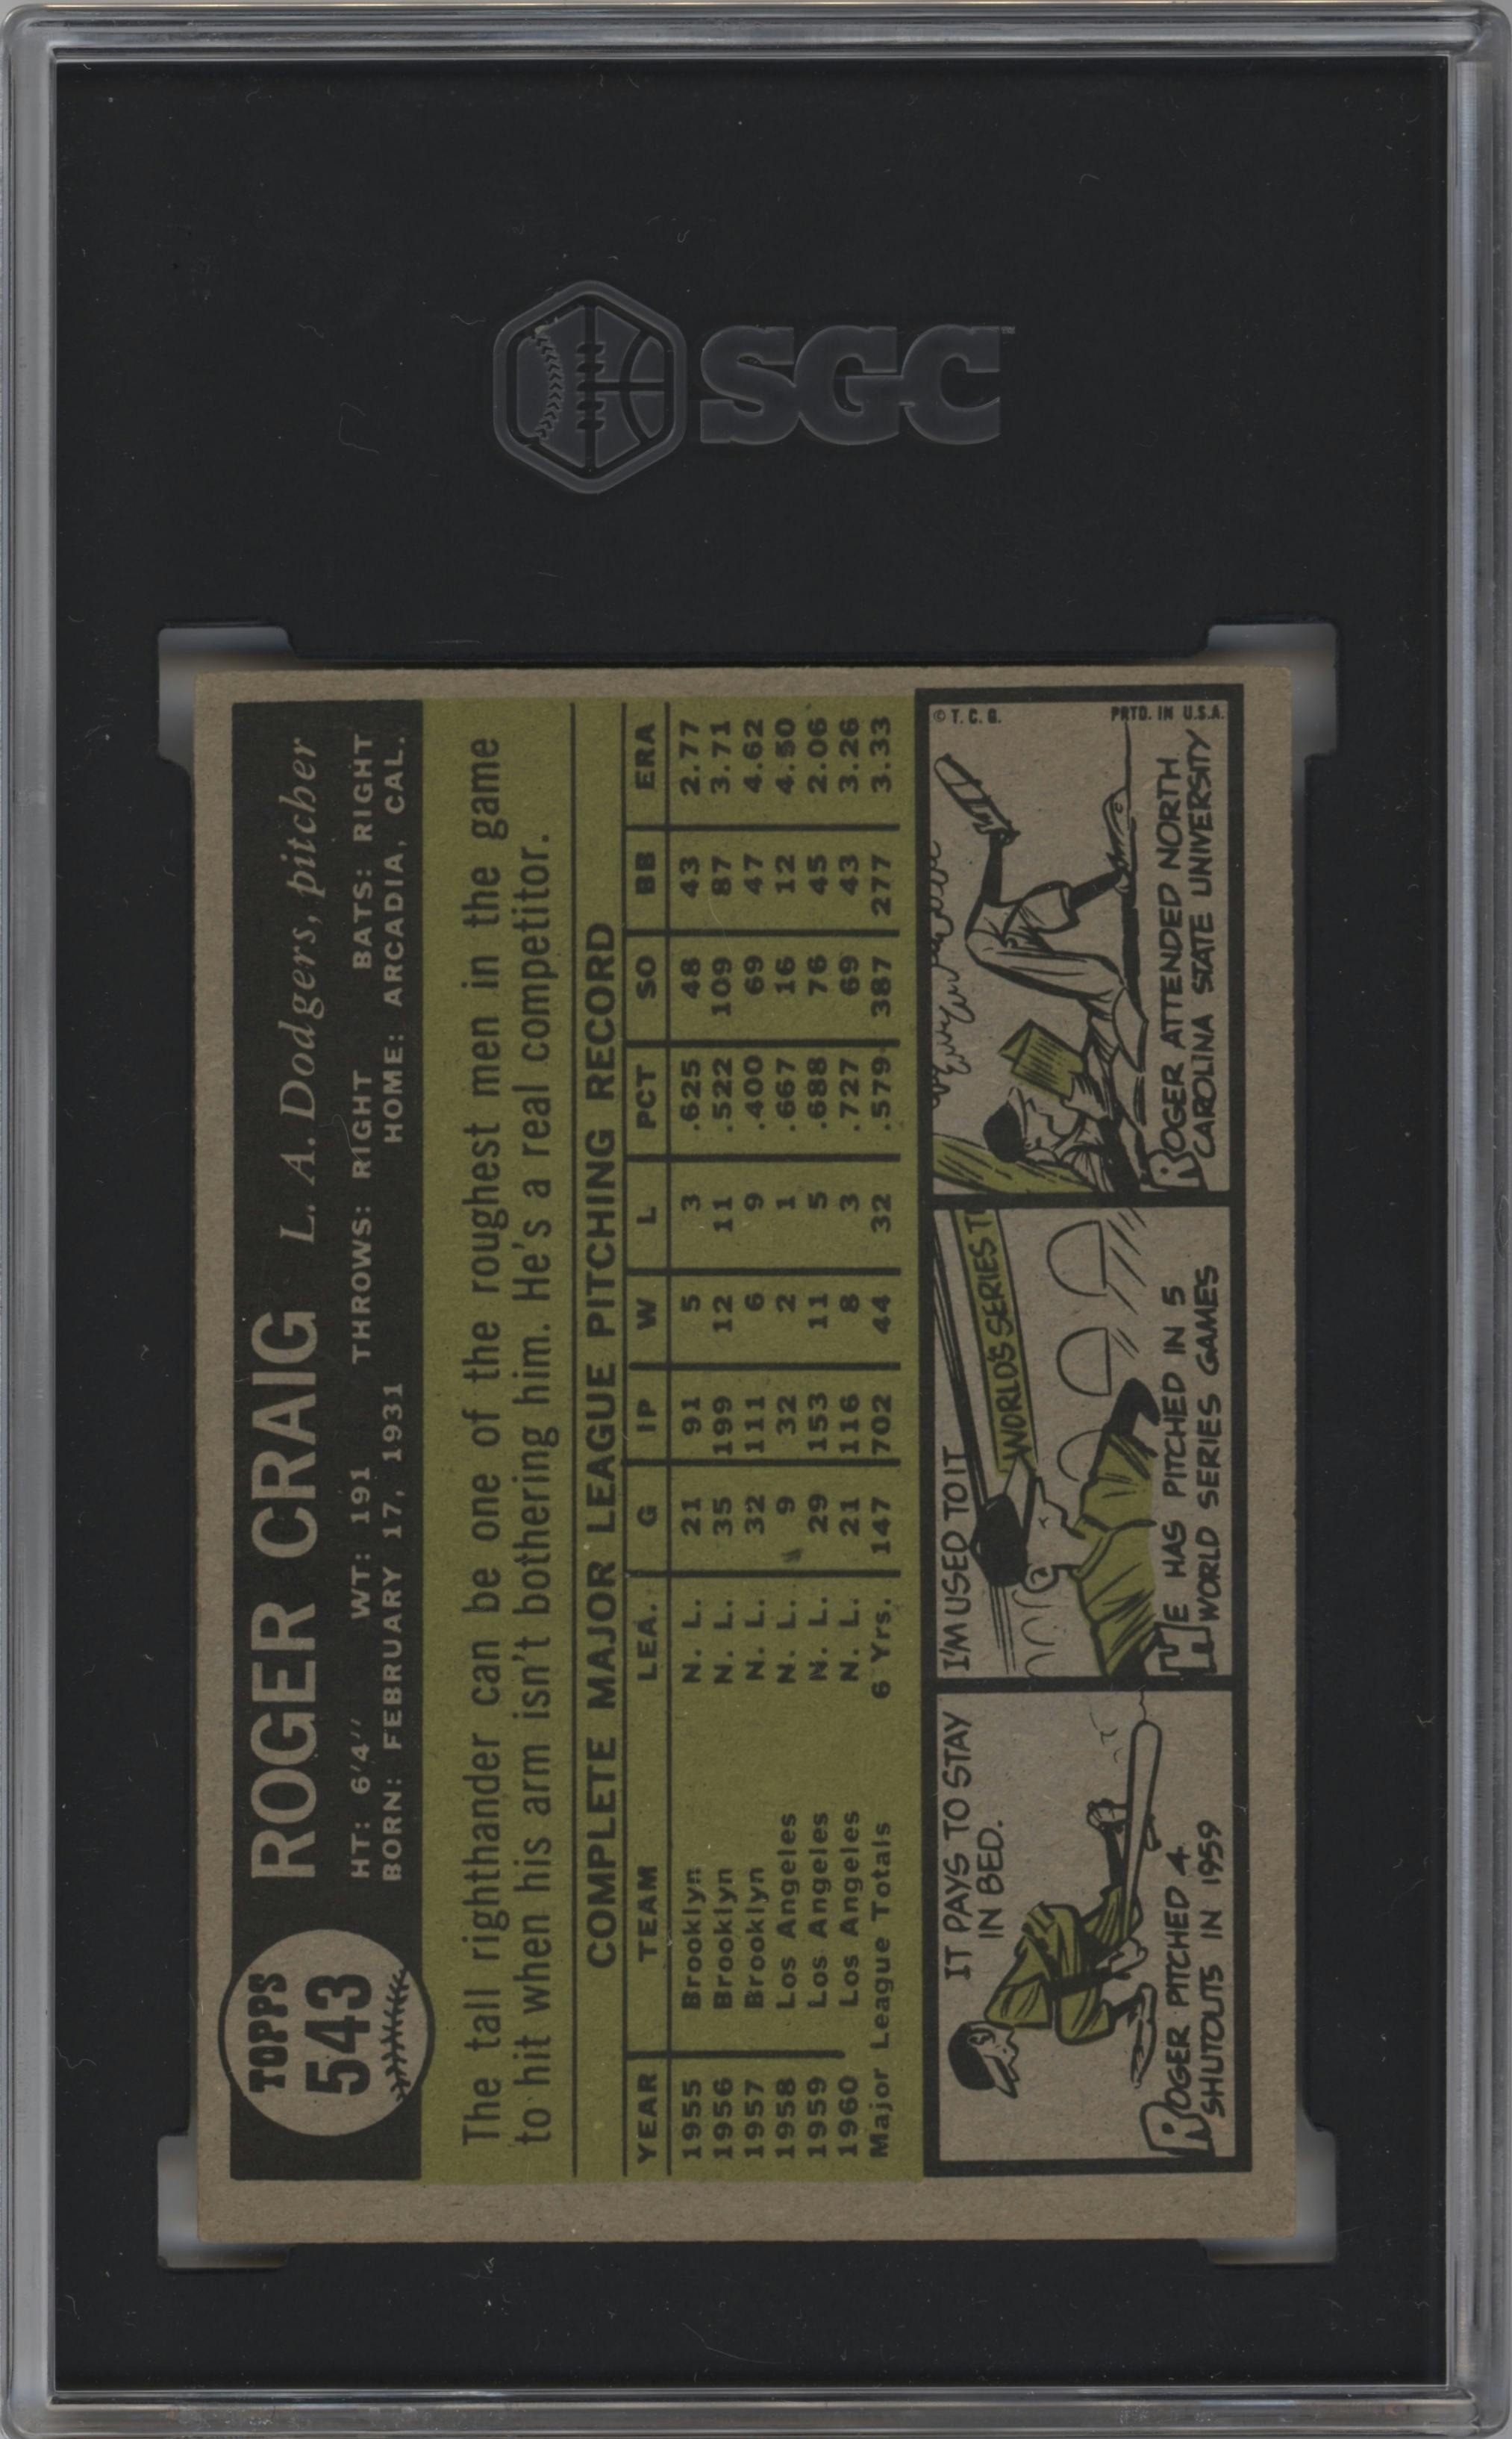 SGC
TOPPS
543
ROGER CRAIG L. A. Dodgers, pitcher
HT: 6'4'' WT: 191 THROWS: RIGHT BATS: RIGHT
BORN: FEBRUARY 17, 1931 HOME: ARCADIA, CAL.
The tall righthander can be one of the roughest men in the game
to hit when his arm isn't bothering him. He's a real competitor.
COMPLETE MAJOR LEAGUE PITCHING RECORD
YEAR TEAM LEA. G IP W L PCT SO BB ERA
1955 Brooklyn N. L. 21 91 5 3 .625 48 43 2.77
1956 Brooklyn N. L. 35 199 12 11 .522 109 87 3.71
1957 Brooklyn N. L. 32 111 6 9 .400 69 47 4.62
1958 Los Angeles N. L. 9 32 2 1 .667 16 12 4.50
1959 Los Angeles N. L. 29 153 11 5 .688 76 45 2.06
1960 Los Angeles N. L. 21 116 8 3 .727 69 43 3.26
Major League Totals 6 Yrs. 147 702 44 32 .579 387 277 3.33
IT PAYS TO STAY
IN BED.
ROGER PITCHED 4
SHUTOUTS IN 1959
I'M USED TO IT
WORLD'S SERIES T
HE HAS PITCHED IN 5
WORLD SERIES GAMES
© T. C. G. PRTD. IN U.S.A.
ROGER ATTENDED NORTH
CAROLINA STATE UNIVERSITY